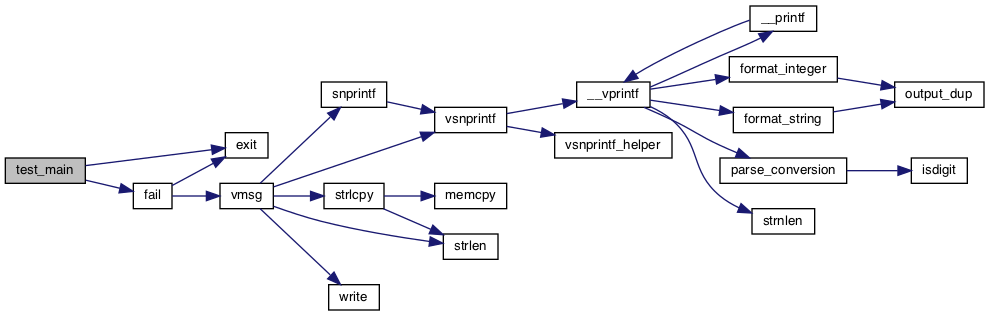 test_main
exit
fail
vmsg
snprintf
strlcpy
write
vsnprintf
memcpy
strlen
__vprintf
vsnprintf_helper
__printf
format_integer
format_string
parse_conversion
strnlen
output_dup
isdigit